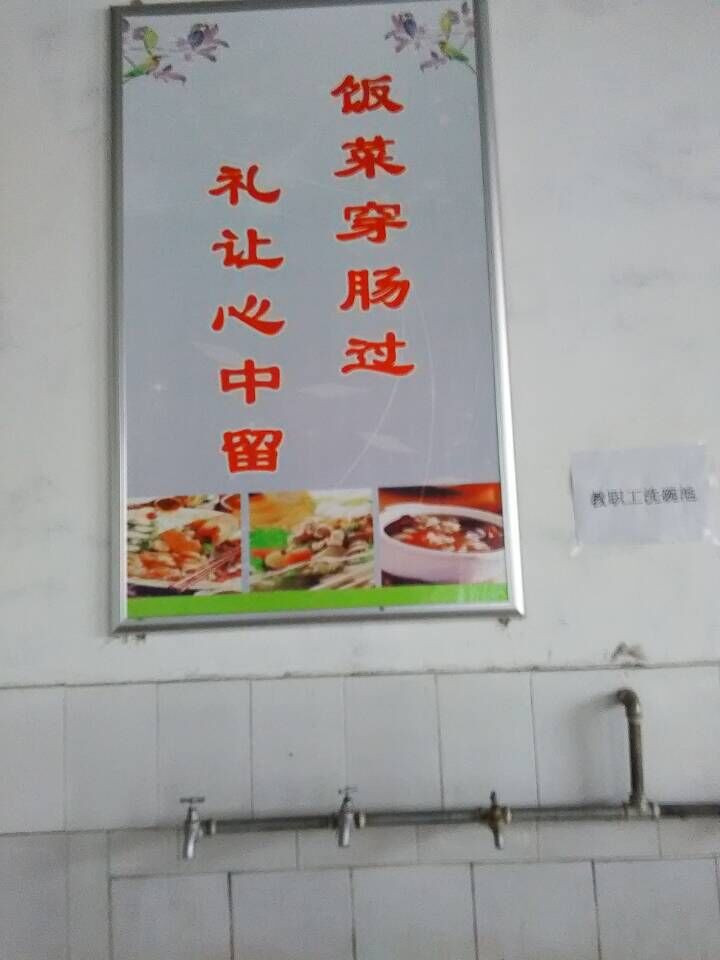 饭菜穿肠过
礼让心中留
教职工洗碗池